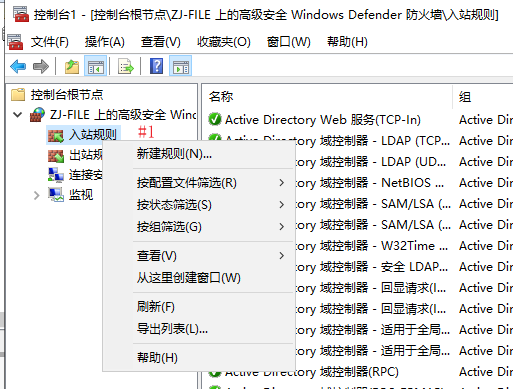 控制台1 - [控制台根节点\ZJ-FILE 上的高级安全 Windows Defender 防火墙\入站规则]
文件(F) 操作(A) 查看(V) 收藏夹(O) 窗口(W) 帮助(H)
控制台根节点
ZJ-FILE 上的高级安全 Wind
入站规则 #1
出站规
连接安
监视
新建规则(N)...
按配置文件筛选(R)
按状态筛选(S)
按组筛选(G)
查看(V)
从这里创建窗口(W)
刷新(F)
导出列表(L)...
帮助(H)
名称 组
Active Directory Web 服务(TCP-In) Active Dir
Active Directory 域控制器 - LDAP (TCP... Active Dir
Directory 域控制器 - LDAP (UD... Active Dir
Directory 域控制器 - NetBIOS ... Active Dir
Directory 域控制器 - SAM/LSA (... Active Dir
Directory 域控制器 - SAM/LSA (... Active Dir
Directory 域控制器 - W32Time ... Active Dir
Directory 域控制器 - 安全 LDAP... Active Dir
Directory 域控制器 - 回显请求(I... Active Dir
Directory 域控制器 - 回显请求(I... Active Dir
Directory 域控制器 - 适用于全局... Active Dir
Directory 域控制器 - 适用于全局... Active Dir
Active Directory 域控制器(RPC) Active Dir